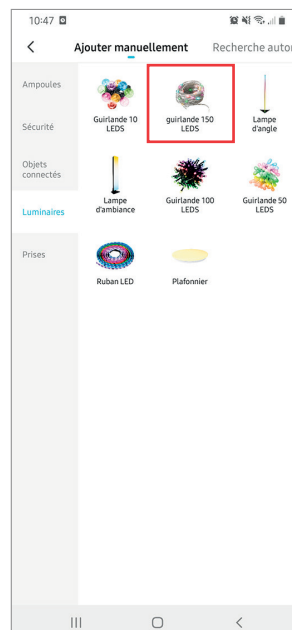 10:47
Ajouter manuellement Recherche autor
Ampoules
Sécurité
Objets
connectés
Luminaires
Prises
Guirlande 10
LEDS
guirlande 150
LEDS
Lampe
d'angle
Lampe
d'ambiance
Guirlande 100
LEDS
Guirlande 50
LEDS
Ruban LED
Plafonnier